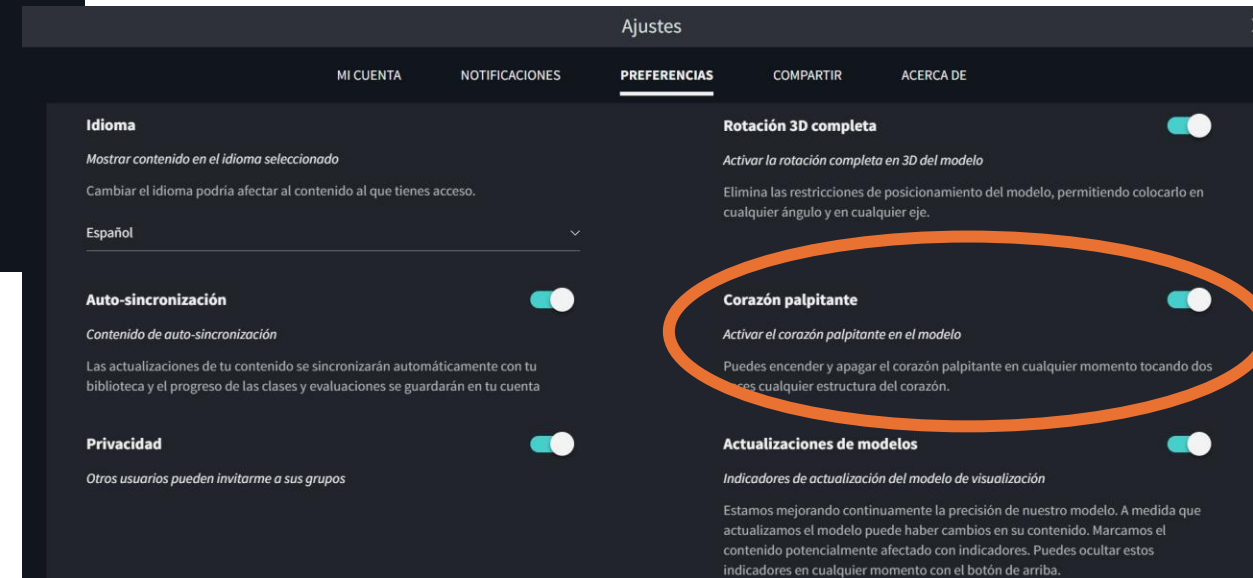 Ajustes
MI CUENTA NOTIFICACIONES PREFERENCIAS COMPARTIR ACERCA DE
Idioma
Mostrar contenido en el idioma seleccionado
Cambiar el idioma podría afectar al contenido al que tienes acceso.
Español
Auto-sincronización
Contenido de auto-sincronización
Las actualizaciones de tu contenido se sincronizarán automáticamente con tu
biblioteca y el progreso de las clases y evaluaciones se guardarán en tu cuenta
Privacidad
Otros usuarios pueden invitarme a sus grupos
Rotación 3D completa
Activar la rotación completa en 3D del modelo
Elimina las restricciones de posicionamiento del modelo, permitiendo colocarlo en
cualquier ángulo y en cualquier eje.
Corazón palpitante
Activar el corazón palpitante en el modelo
Puedes encender y apagar el corazón palpitante en cualquier momento tocando dos
cualquier estructura del corazón.
Actualizaciones de modelos
Indicadores de actualización del modelo de visualización
Estamos mejorando continuamente la precisión de nuestro modelo. A medida que
actualizamos el modelo puede haber cambios en su contenido. Marcamos el
contenido potencialmente afectado con indicadores. Puedes ocultar estos
indicadores en cualquier momento con el botón de arriba.